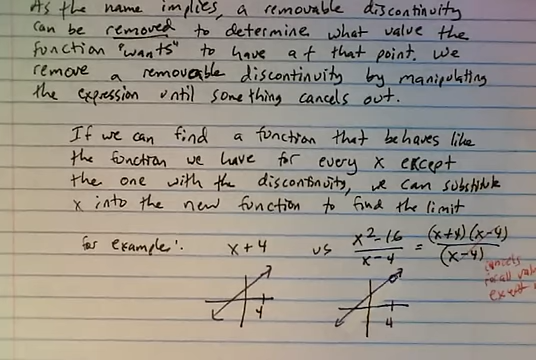 As the name implies, a removable discontinuity
can be removed to determine what value the
function "wants" to have at that point. We
remove a removeable discontinuity by manipulating
the expression until something cancels out.
If we can find a function that behaves like
the function we have for every x except
the one with the discontinuity, we can substitute
x into the new function to find the limit
for example: x+4 vs x²-16 / x-4 = (x+4)(x-4) / (x-4)
cancels
for all val
except
4 4